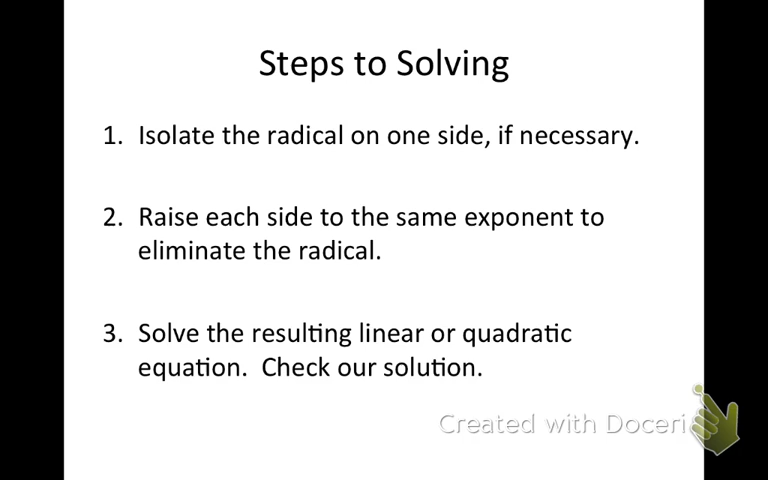 Steps to Solving
1. Isolate the radical on one side, if necessary.
2. Raise each side to the same exponent to
eliminate the radical.
3. Solve the resulting linear or quadratic
equation. Check our solution.
Created with Doceri